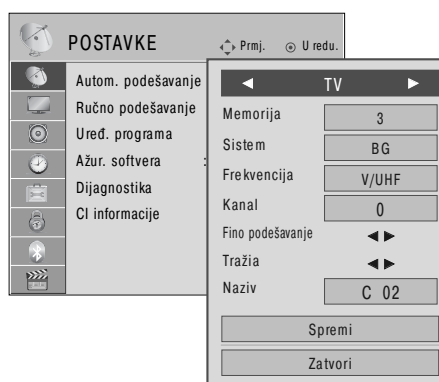 POSTAVKE
Prmj. U redu.
Autom. podešavanje
Ručno podešavanje
Uređ. programa
Ažur. softvera :
Dijagnostika
CI informacije
TV
Memorija 3
Sistem BG
Frekvencija V/UHF
Kanal 0
Fino podešavanje
Tražia
Naziv C 02
Spremi
Zatvori